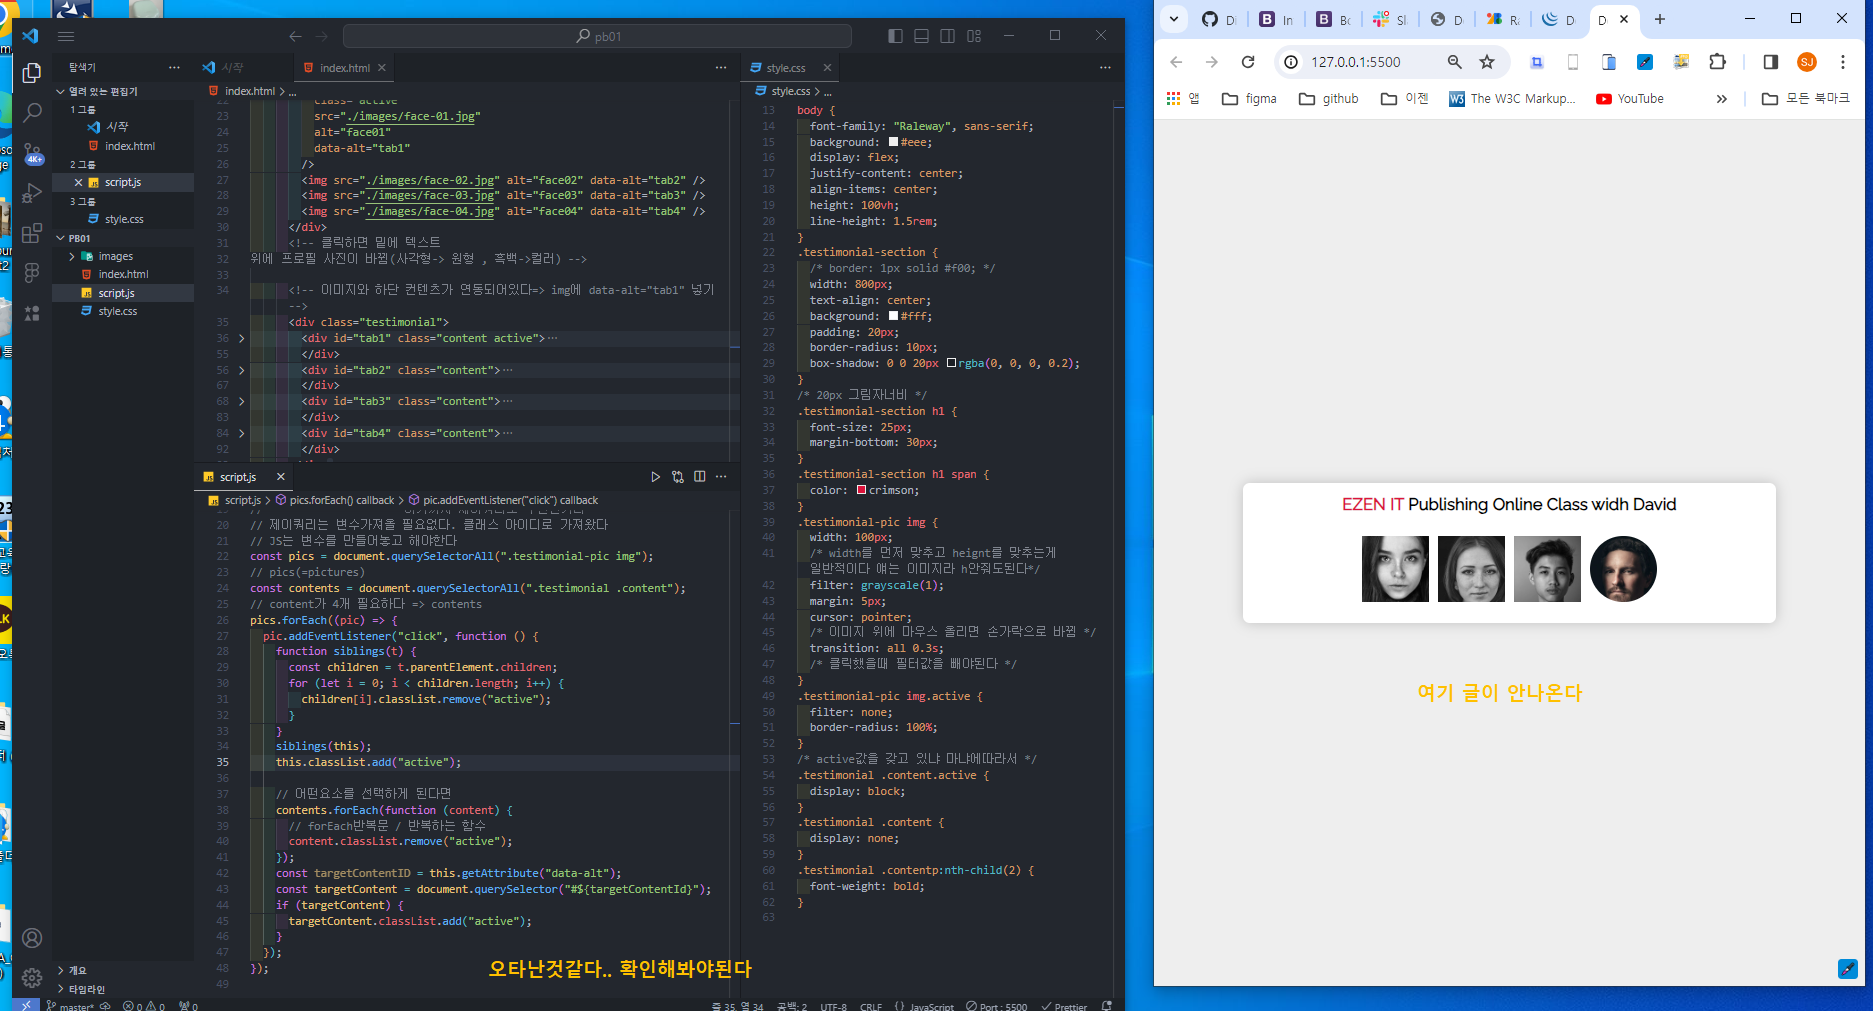 pb01
탐색기
열려 있는 편집기
1 그룹
시작
index.html
2 그룹
script.js
3 그룹
style.css
PB01
images
index.html
script.js
style.css
개요
타임라인
4K+
시작
index.html
index.html > ...
22 class="active"
23 src="./images/face-01.jpg"
24 alt="face01"
25 data-alt="tab1"
26 />
27 <img src="./images/face-02.jpg" alt="face02" data-alt="tab2" />
28 <img src="./images/face-03.jpg" alt="face03" data-alt="tab3" />
29 <img src="./images/face-04.jpg" alt="face04" data-alt="tab4" />
30 </div>
31 <!-- 클릭하면 밑에 텍스트
32 위에 프로필 사진이 바뀜(사각형-> 원형 , 흑백->컬러) -->
33
34 <!-- 이미지와 하단 컨텐츠가 연동되어있다=> img에 data-alt="tab1" 넣기
-->
35 <div class="testimonial">
36 <div id="tab1" class="content active">...
55 </div>
56 <div id="tab2" class="content">...
67 </div>
68 <div id="tab3" class="content">...
83 </div>
84 <div id="tab4" class="content">...
92 </div>
script.js
script.js > pics.forEach() callback > pics.addEventListener("click") callback
20 // 제이쿼리는 변수가져올 필요없다. 클래스 아이디로 가져왔다
21 // JS는 변수를 만들어놓고 해야한다
22 const pics = document.querySelectorAll(".testimonial-pic img");
23 // pics(=pictures)
24 const contents = document.querySelectorAll(".testimonial .content");
25 // content가 4개 필요하다 => contents
26 pics.forEach((pic) => {
27 pic.addEventListener("click", function () {
28 function siblings(t) {
29 const children = t.parentElement.children;
30 for (let i = 0; i < children.length; i++) {
31 children[i].classList.remove("active");
32 }
33 }
34 siblings(this);
35 this.classList.add("active");
36
37 // 어떤요소를 선택하게 된다면
38 contents.forEach(function (content) {
39 // forEach반복문 / 반복하는 함수
40 content.classList.remove("active");
41 });
42 const targetContentID = this.getAttribute("data-alt");
43 const targetContent = document.querySelector("#${targetContentId}");
44 if (targetContent) {
45 targetContent.classList.add("active");
46 }
47 });
48 });
49
오타난것같다.. 확인해봐야된다
style.css
style.css > ...
13 body {
14 font-family: "Raleway", sans-serif;
15 background: #eee;
16 display: flex;
17 justify-content: center;
18 align-items: center;
19 height: 100vh;
20 line-height: 1.5rem;
21 }
22 .testimonial-section {
23 /* border: 1px solid #f00; */
24 width: 800px;
25 text-align: center;
26 background: #fff;
27 padding: 20px;
28 border-radius: 10px;
29 box-shadow: 0 0 20px rgba(0, 0, 0, 0.2);
30 }
31 /* 20px 그림자너비 */
32 .testimonial-section h1 {
33 font-size: 25px;
34 margin-bottom: 30px;
35 }
36 .testimonial-section h1 span {
37 color: crimson;
38 }
39 .testimonial-pic img {
40 width: 100px;
41 /* width를 먼저 맞추고 heignt를 맞추는게
일반적이다 얘는 이미지라 h안줘도된다*/
42 filter: grayscale(1);
43 margin: 5px;
44 cursor: pointer;
45 /* 이미지 위에 마우스 올리면 손가락으로 바뀜 */
46 transition: all 0.3s;
47 /* 클릭했을때 필터값을 빼야된다 */
48 }
49 .testimonial-pic img.active {
50 filter: none;
51 border-radius: 100%;
52 }
53 /* active값을 갖고 있냐 마냐에따라서 */
54 .testimonial .content.active {
55 display: block;
56 }
57 .testimonial .content {
58 display: none;
59 }
60 .testimonial .contentp:nth-child(2) {
61 font-weight: bold;
62 }
63
master* 0 0 0 줄 35, 열 34 공백: 2 UTF-8 CRLF {} JavaScript Port : 5500 Prettier
127.0.0.1:5500
SJ
앱 figma github 이젠 The W3C Markup... YouTube » 모든 북마크
EZEN IT Publishing Online Class widh David
여기 글이 안나온다